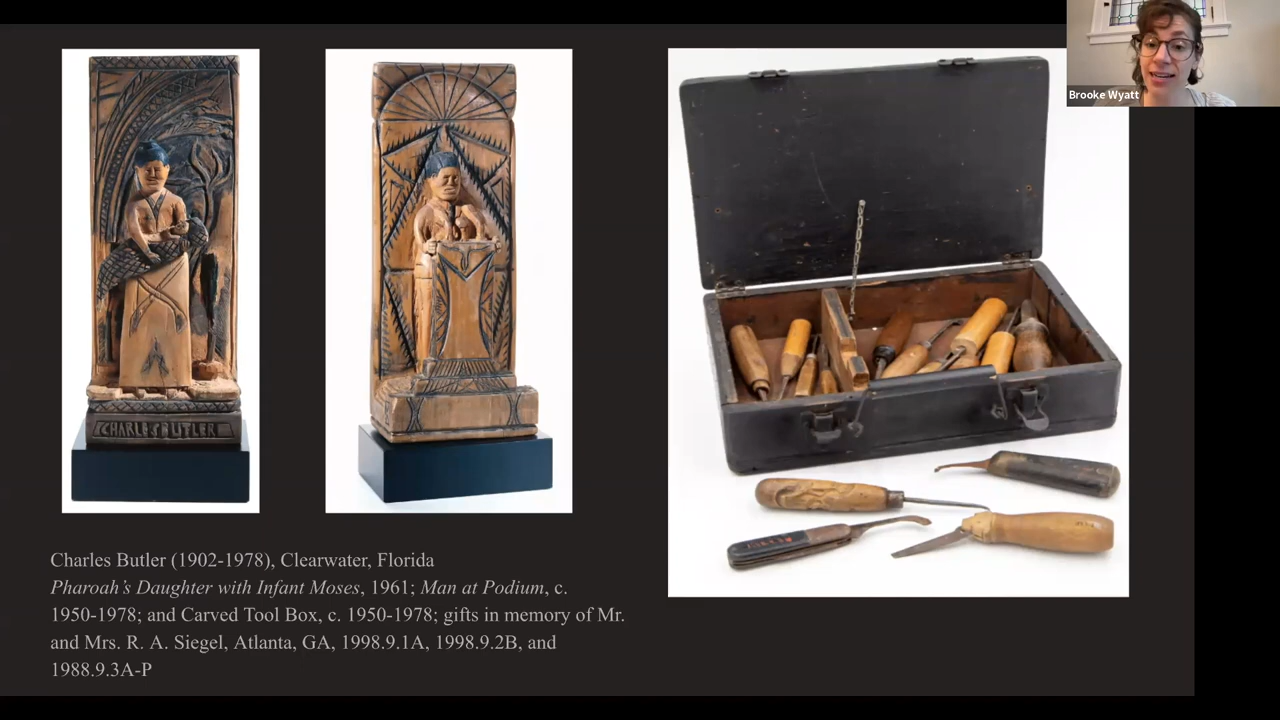 Brooke Wyatt
CHARLES BUTLER
Charles Butler (1902-1978), Clearwater, Florida
Pharoah’s Daughter with Infant Moses, 1961; Man at Podium, c.
1950-1978; and Carved Tool Box, c. 1950-1978; gifts in memory of Mr.
and Mrs. R. A. Siegel, Atlanta, GA, 1998.9.1A, 1998.9.2B, and
1988.9.3A-P